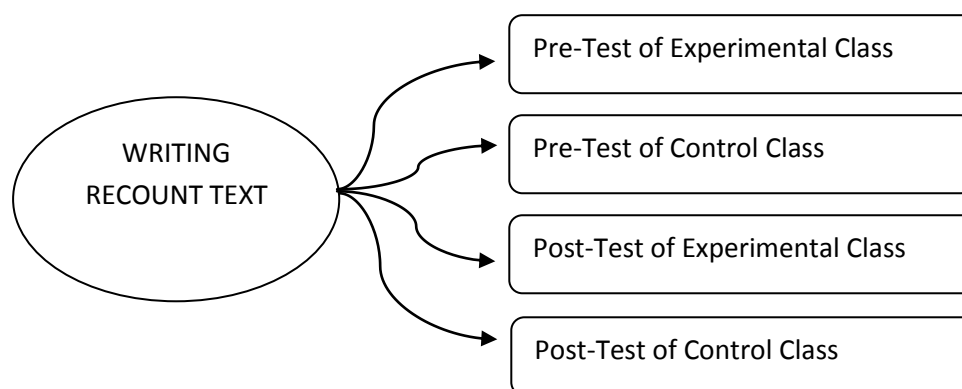 WRITING
RECOUNT TEXT
Pre-Test of Experimental Class
Pre-Test of Control Class
Post-Test of Experimental Class
Post-Test of Control Class